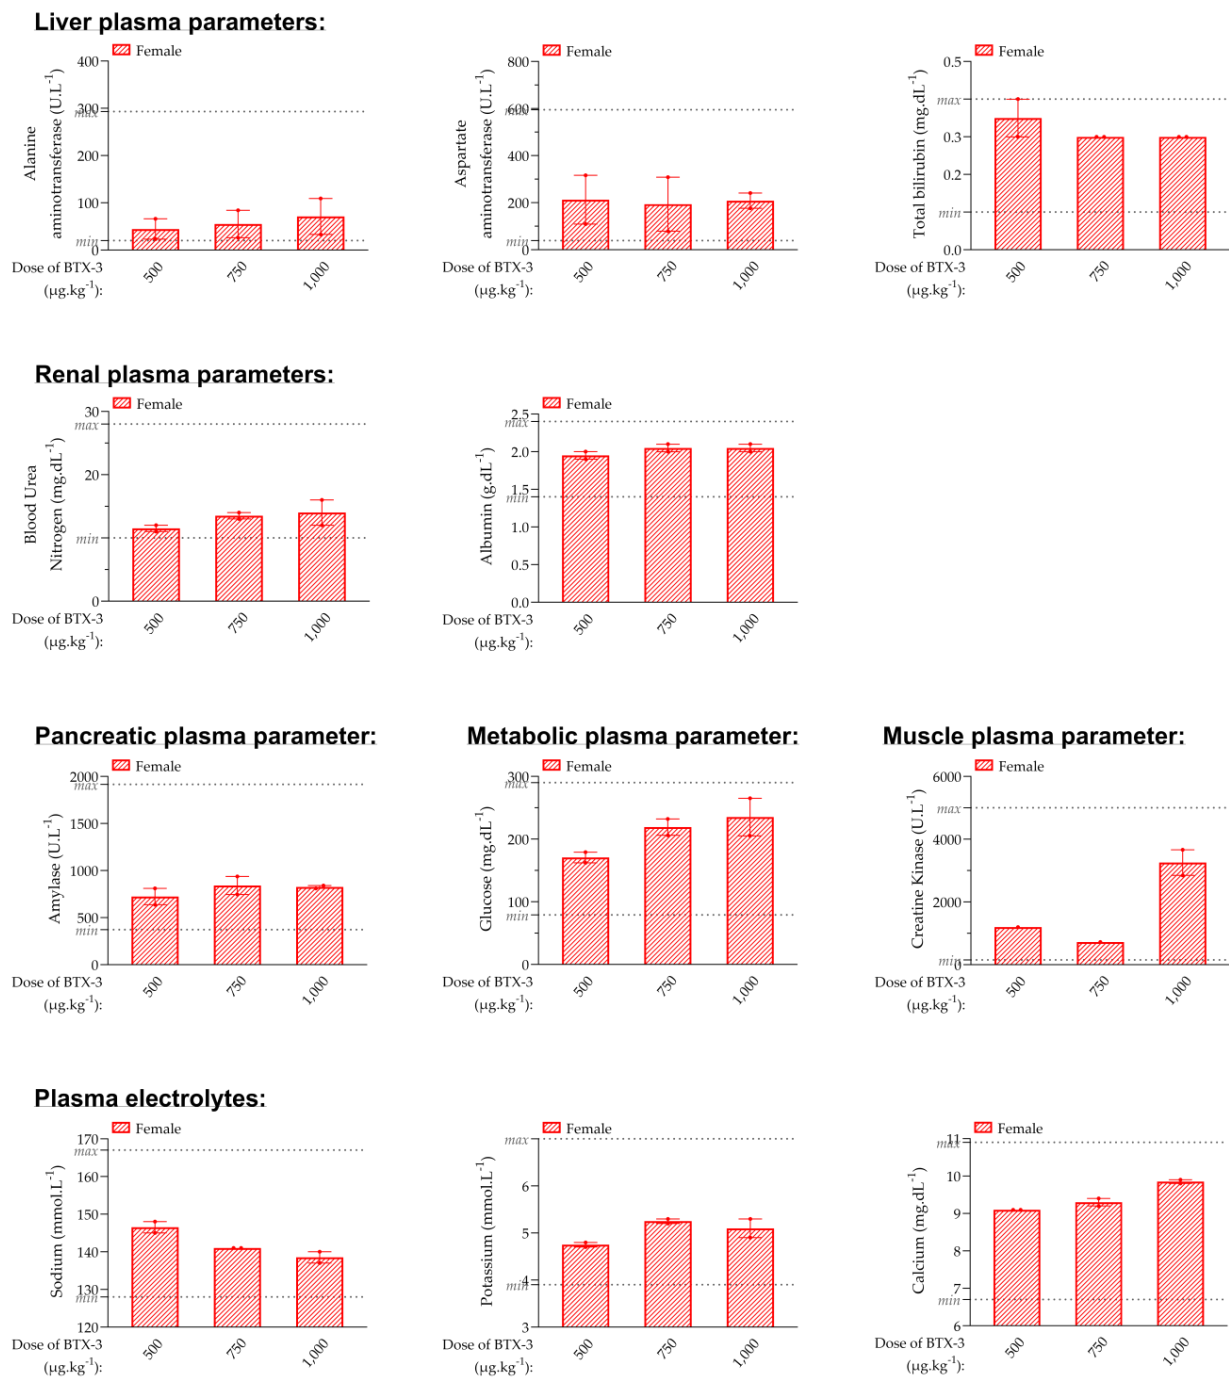 Liver plasma parameters:
Female
Alanine
aminotransferase (U.L⁻¹)
400
300
max
200
100
min
0
Dose of BTX-3
(µg.kg⁻¹):
500
750
1,000
Female
Aspartate
aminotransferase (U.L⁻¹)
800
600
max
400
200
min
0
Dose of BTX-3
(µg.kg⁻¹):
500
750
1,000
Female
Total bilirubin (mg.dL⁻¹)
0.5
max
0.3
0.2
min
0.0
Dose of BTX-3
(µg.kg⁻¹):
500
750
1,000
Renal plasma parameters:
Female
Blood Urea
Nitrogen (mg.dL⁻¹)
30
max
20
min
0
Dose of BTX-3
(µg.kg⁻¹):
500
750
1,000
Female
Albumin (g.dL⁻¹)
2.5
max
2.0
1.5
min
1.0
0.5
0.0
Dose of BTX-3
(µg.kg⁻¹):
500
750
1,000
Pancreatic plasma parameter:
Female
Amylase (U.L⁻¹)
2000
max
1500
1000
500
min
0
Dose of BTX-3
(µg.kg⁻¹):
500
750
1,000
Metabolic plasma parameter:
Female
Glucose (mg.dL⁻¹)
300
max
200
100
min
0
Dose of BTX-3
(µg.kg⁻¹):
500
750
1,000
Muscle plasma parameter:
Female
Creatine Kinase (U.L⁻¹)
6000
max
4000
2000
min
0
Dose of BTX-3
(µg.kg⁻¹):
500
750
1,000
Plasma electrolytes:
Female
Sodium (mmol.L⁻¹)
170
max
160
150
140
130
min
120
Dose of BTX-3
(µg.kg⁻¹):
500
750
1,000
Female
Potassium (mmol.L⁻¹)
max
6
5
4
min
3
Dose of BTX-3
(µg.kg⁻¹):
500
750
1,000
Female
Calcium (mg.dL⁻¹)
11
max
10
9
8
7
min
6
Dose of BTX-3
(µg.kg⁻¹):
500
750
1,000